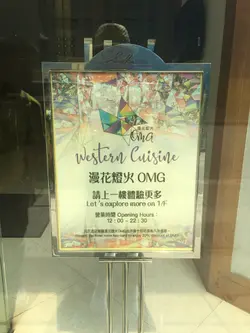 OMG
Western Cuisine
漫花燈火 OMG
請上一樓體驗更多
Let's explore more on 1/F
營業時間 Opening Hours
12:00 - 22:30